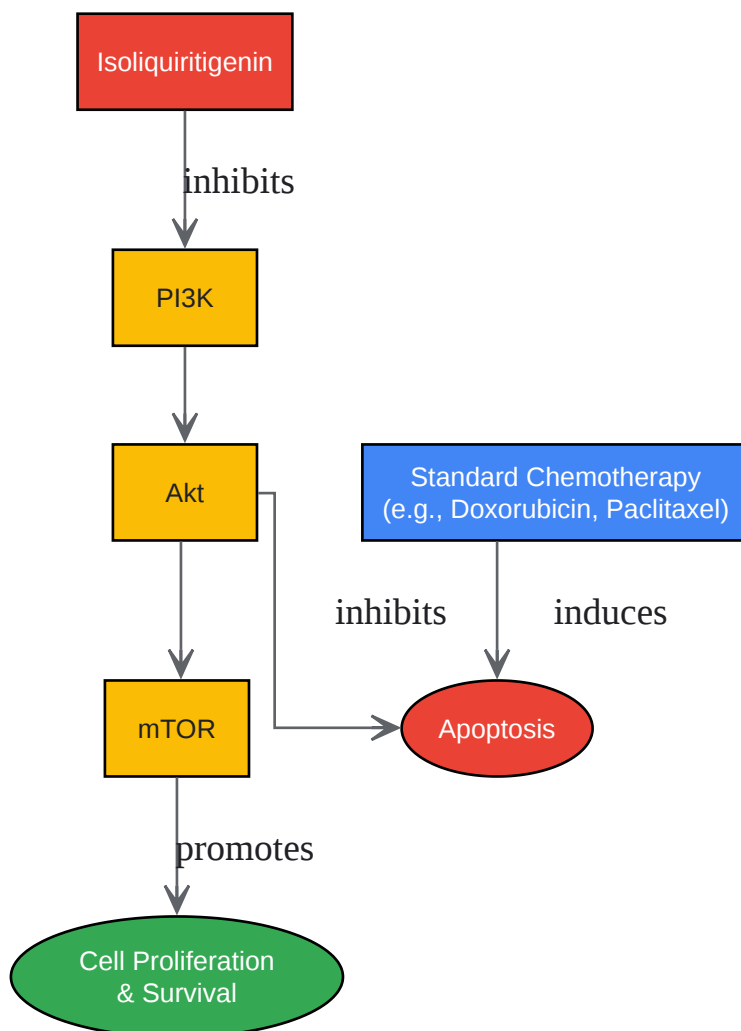 Isoliquiritigenin
inhibits
PI3K
Akt
Standard Chemotherapy
(e.g., Doxorubicin, Paclitaxel)
inhibits
induces
mTOR
Apoptosis
promotes
Cell Proliferation
& Survival